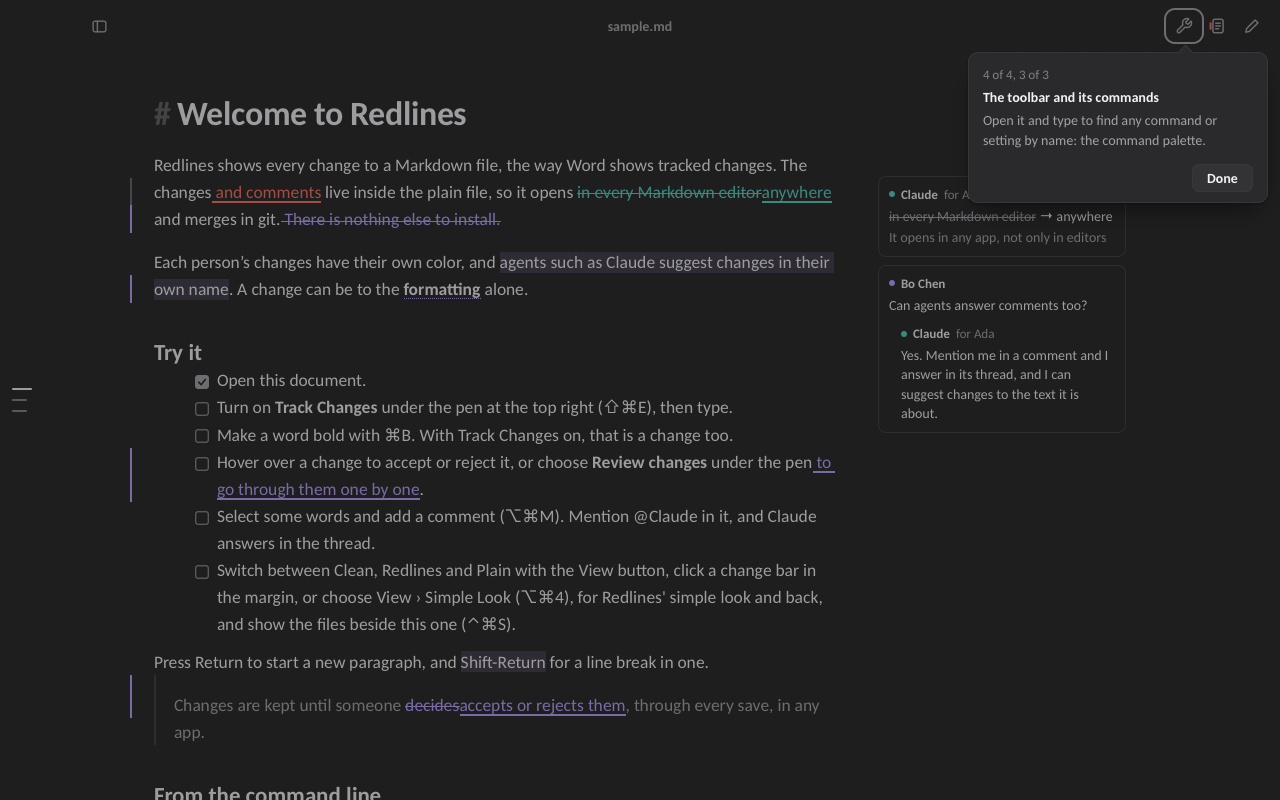 sample.md
4 of 4, 3 of 3
The toolbar and its commands
Open it and type to find any command or
setting by name: the command palette.
Done
# Welcome to Redlines
Redlines shows every change to a Markdown file, the way Word shows tracked changes. The
changes and comments live inside the plain file, so it opens in every Markdown editoranywhere
and merges in git. There is nothing else to install.
Each person’s changes have their own color, and agents such as Claude suggest changes in their
own name. A change can be to the formatting alone.
Try it
Open this document.
Turn on Track Changes under the pen at the top right (⇧⌘E), then type.
Make a word bold with ⌘B. With Track Changes on, that is a change too.
Hover over a change to accept or reject it, or choose Review changes under the pen to
go through them one by one.
Select some words and add a comment (⌥⌘M). Mention @Claude in it, and Claude
answers in the thread.
Switch between Clean, Redlines and Plain with the View button, click a change bar in
the margin, or choose View › Simple Look (⌥⌘4), for Redlines' simple look and back,
and show the files beside this one (⌃⌘S).
Press Return to start a new paragraph, and Shift-Return for a line break in one.
Changes are kept until someone decidesaccepts or rejects them, through every save, in any
app.
From the command line
Claude for A
in every Markdown editor → anywhere
It opens in any app, not only in editors
Bo Chen
Can agents answer comments too?
Claude for Ada
Yes. Mention me in a comment and I
answer in its thread, and I can
suggest changes to the text it is
about.